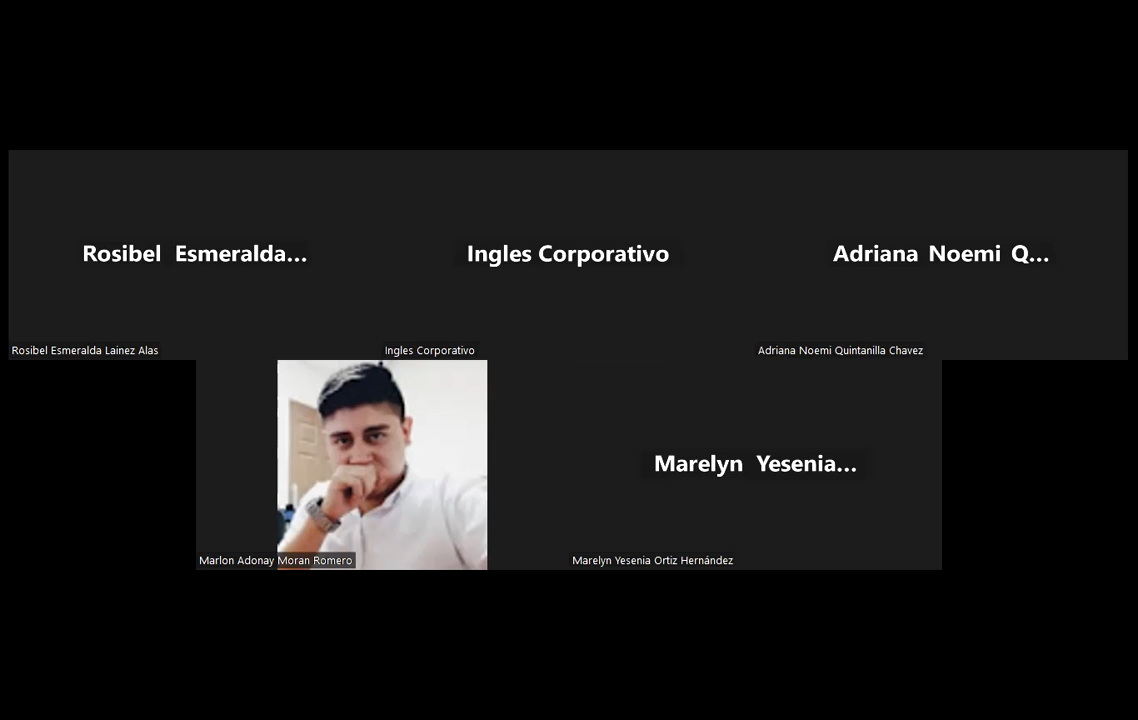 Rosibel Esmeralda...
Ingles Corporativo
Adriana Noemi Q...
Rosibel Esmeralda Lainez Alas
Ingles Corporativo
Adriana Noemi Quintanilla Chavez
Marelyn Yesenia...
Marlon Adonay Moran Romero
Marelyn Yesenia Ortiz Hernández